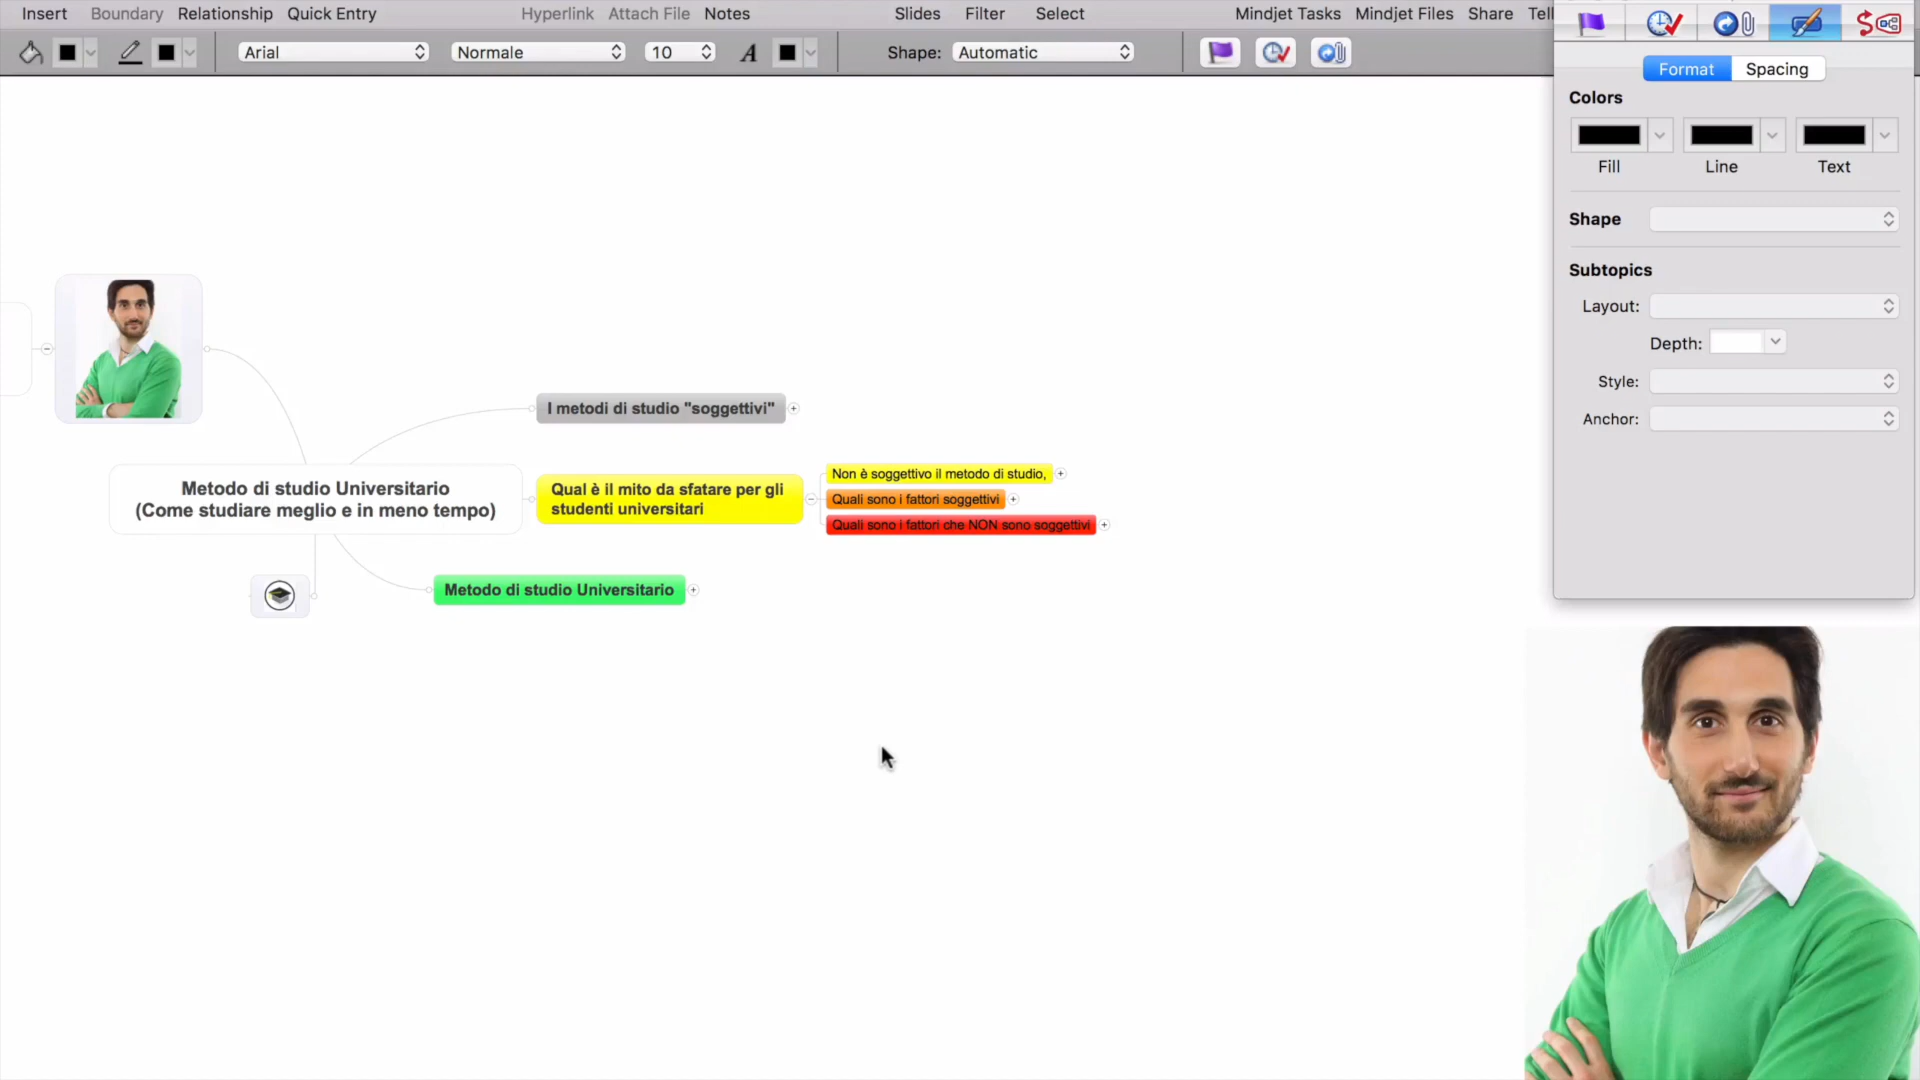 Insert
Boundary
Relationship
Quick Entry
Hyperlink
Attach File
Notes
Slides
Filter
Select
Mindjet Tasks
Mindjet Files
Share
Tell
Arial
Normale
10
A
Shape:
Automatic
Format
Spacing
Colors
Fill
Line
Text
Shape
Subtopics
Layout:
Depth:
Style:
Anchor:
I metodi di studio "soggettivi"
Metodo di studio Universitario
(Come studiare meglio e in meno tempo)
Qual è il mito da sfatare per gli
studenti universitari
Non è soggettivo il metodo di studio,
Quali sono i fattori soggettivi
Quali sono i fattori che NON sono soggettivi
Metodo di studio Universitario